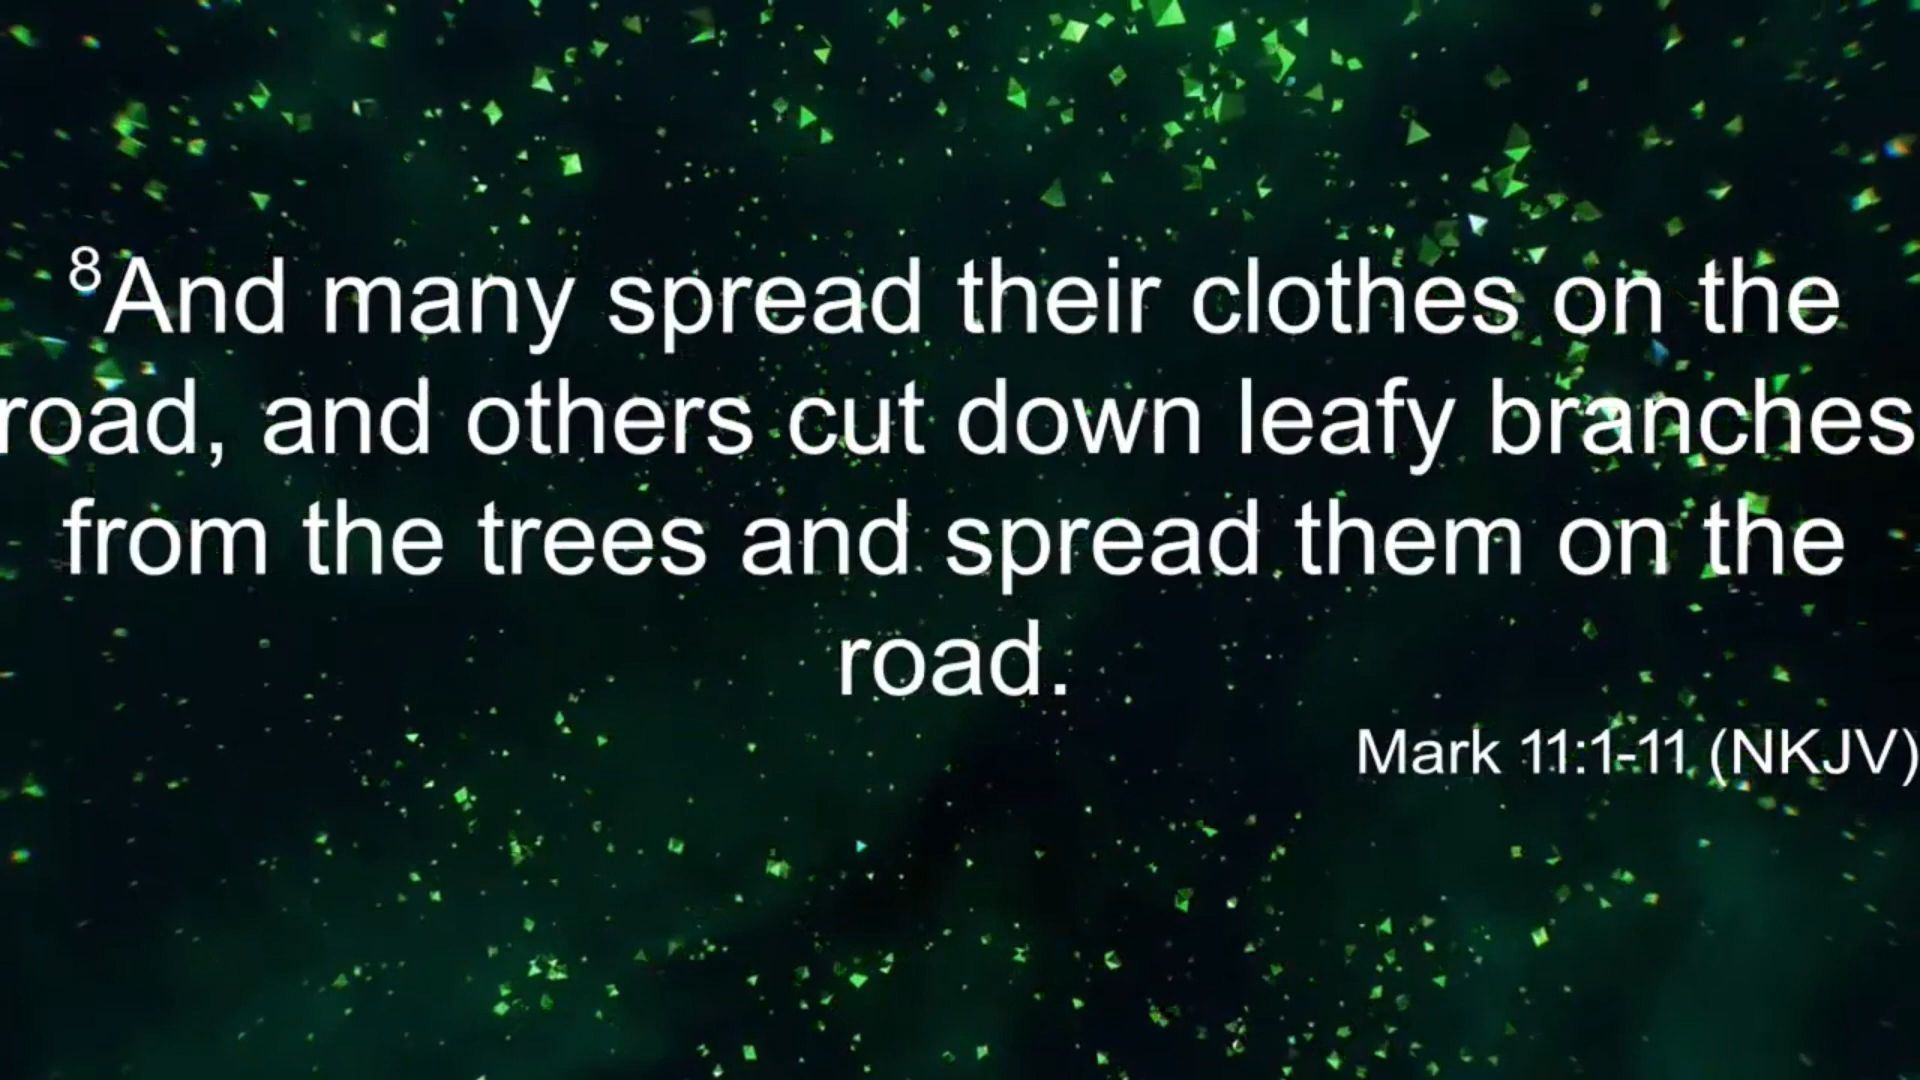 ⁸And many spread their clothes on the
road, and others cut down leafy branches
from the trees and spread them on the
road.
Mark 11:1-11 (NKJV)